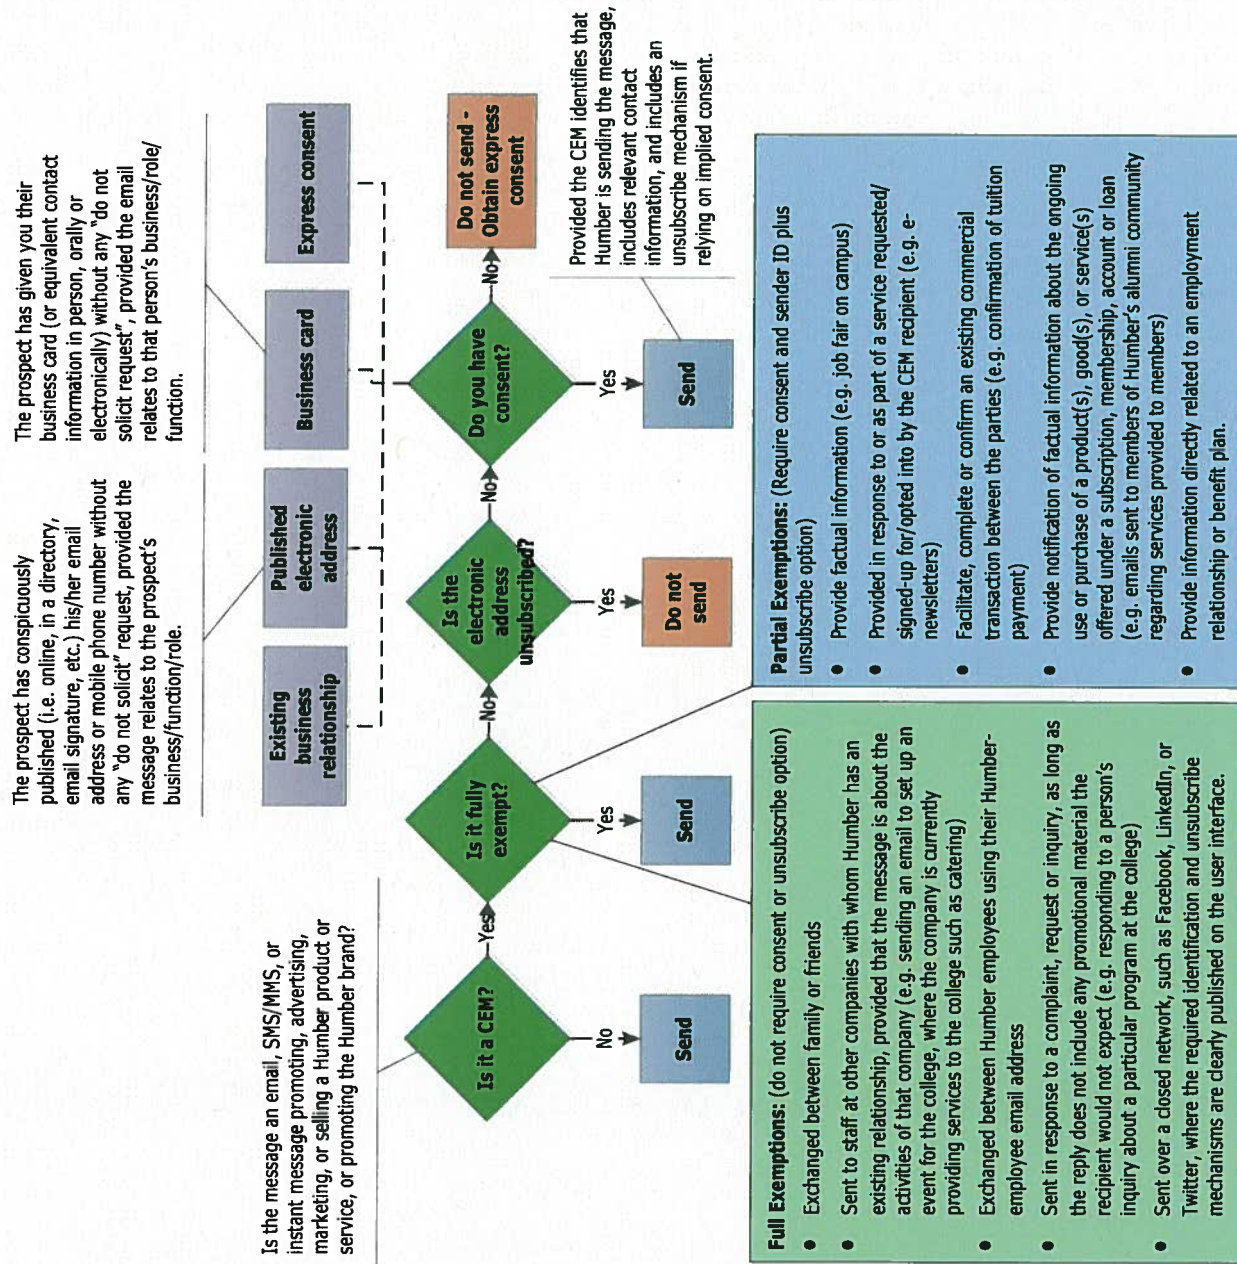 The prospect has conspicuously
published (i.e. online, in a directory,
email signature, etc.) his/her email
address or mobile phone number without
any "do not solicit" request, provided the
message relates to the prospect's
business/function/role.
The prospect has given you their
business card (or equivalent contact
information in person, orally or
electronically) without any "do not
solicit request", provided the email
relates to that person's business/role/
function.
Is the message an email, SMS/MMS, or
instant message promoting, advertising,
marketing, or selling a Humber product or
service, or promoting the Humber brand?
Existing
business
relationship
Published
electronic
address
Business card
Express consent
Is it a CEM?
Yes
Is it fully
exempt?
No
Is the
electronic
address
unsubscribed?
No
Do you have
consent?
No
Do not send -
Obtain express
consent
No
Send
Yes
Send
Yes
Do not
send
Yes
Send
Provided the CEM identifies that
Humber is sending the message,
includes relevant contact
information, and includes an
unsubscribe mechanism if
relying on implied consent.
Full Exemptions: (do not require consent or unsubscribe option)
• Exchanged between family or friends
• Sent to staff at other companies with whom Humber has an
existing relationship, provided that the message is about the
activities of that company (e.g. sending an email to set up an
event for the college, where the company is currently
providing services to the college such as catering)
• Exchanged between Humber employees using their Humber-
employee email address
• Sent in response to a complaint, request or inquiry, as long as
the reply does not include any promotional material the
recipient would not expect (e.g. responding to a person's
inquiry about a particular program at the college)
• Sent over a closed network, such as Facebook, LinkedIn, or
Twitter, where the required identification and unsubscribe
mechanisms are clearly published on the user interface.
Partial Exemptions: (Require consent and sender ID plus
unsubscribe option)
• Provide factual information (e.g. job fair on campus)
• Provided in response to or as part of a service requested/
signed-up for/opted into by the CEM recipient (e.g. e-
newsletters)
• Facilitate, complete or confirm an existing commercial
transaction between the parties (e.g. confirmation of tuition
payment)
• Provide notification of factual information about the ongoing
use or purchase of a product(s), good(s), or service(s)
offered under a subscription, membership, account or loan
(e.g. emails sent to members of Humber's alumni community
regarding services provided to members)
• Provide information directly related to an employment
relationship or benefit plan.